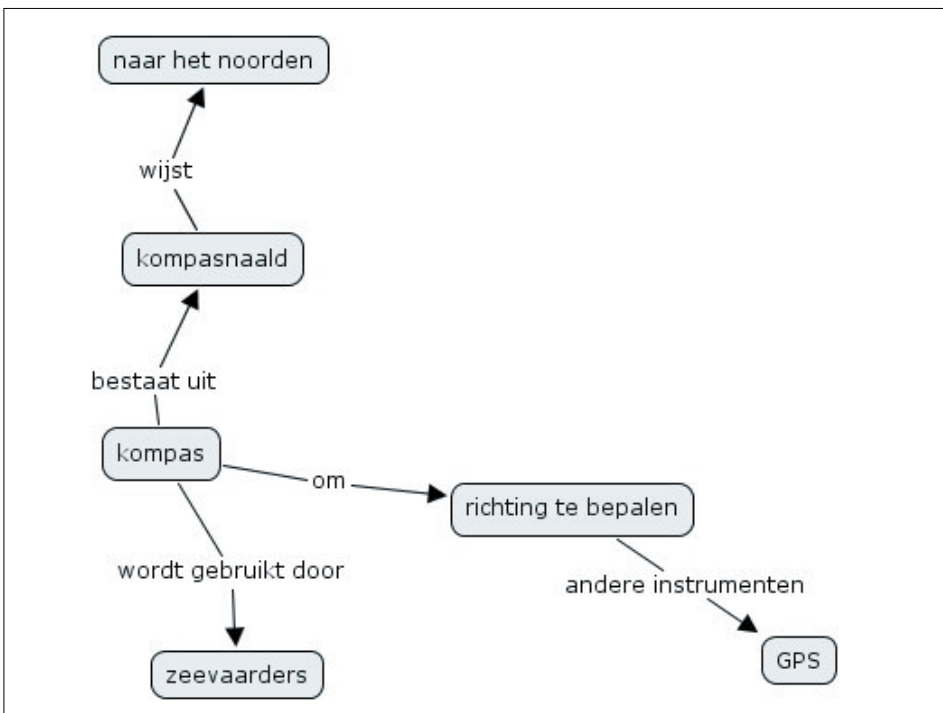 naar het noorden
wijst
kompasnaald
bestaat uit
kompas
om
richting te bepalen
wordt gebruikt door
andere instrumenten
GPS
zeevaarders